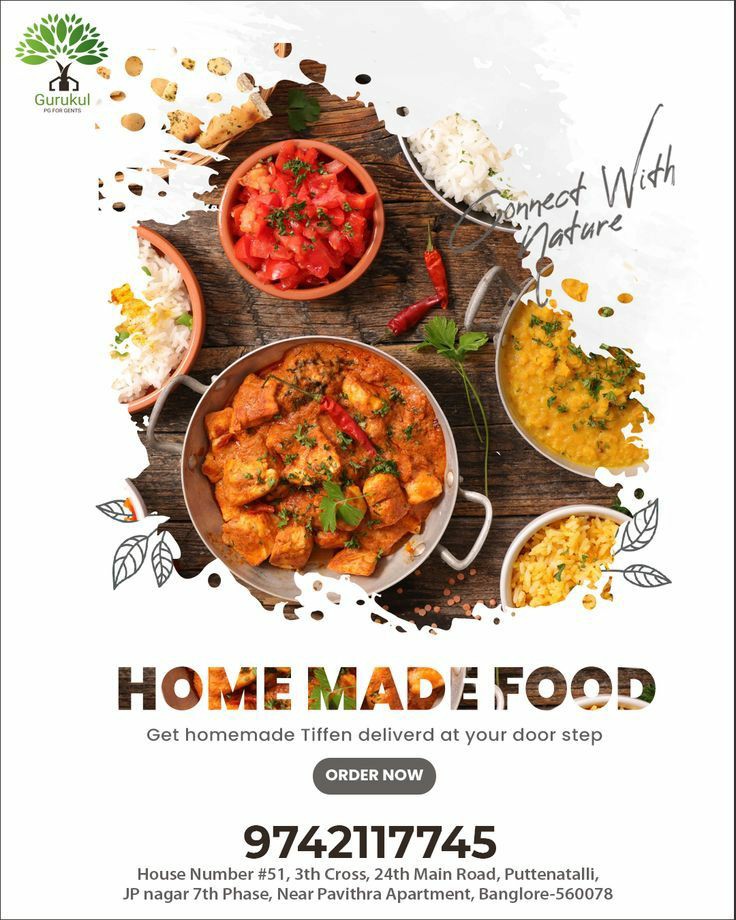 Gurukul
PG FOR GENTS
Connect With
Nature
HOME MADE FOOD
Get homemade Tiffen deliverd at your door step
ORDER NOW
9742117745
House Number #51, 3th Cross, 24th Main Road, Puttenatalli,
JP nagar 7th Phase, Near Pavithra Apartment, Banglore-560078